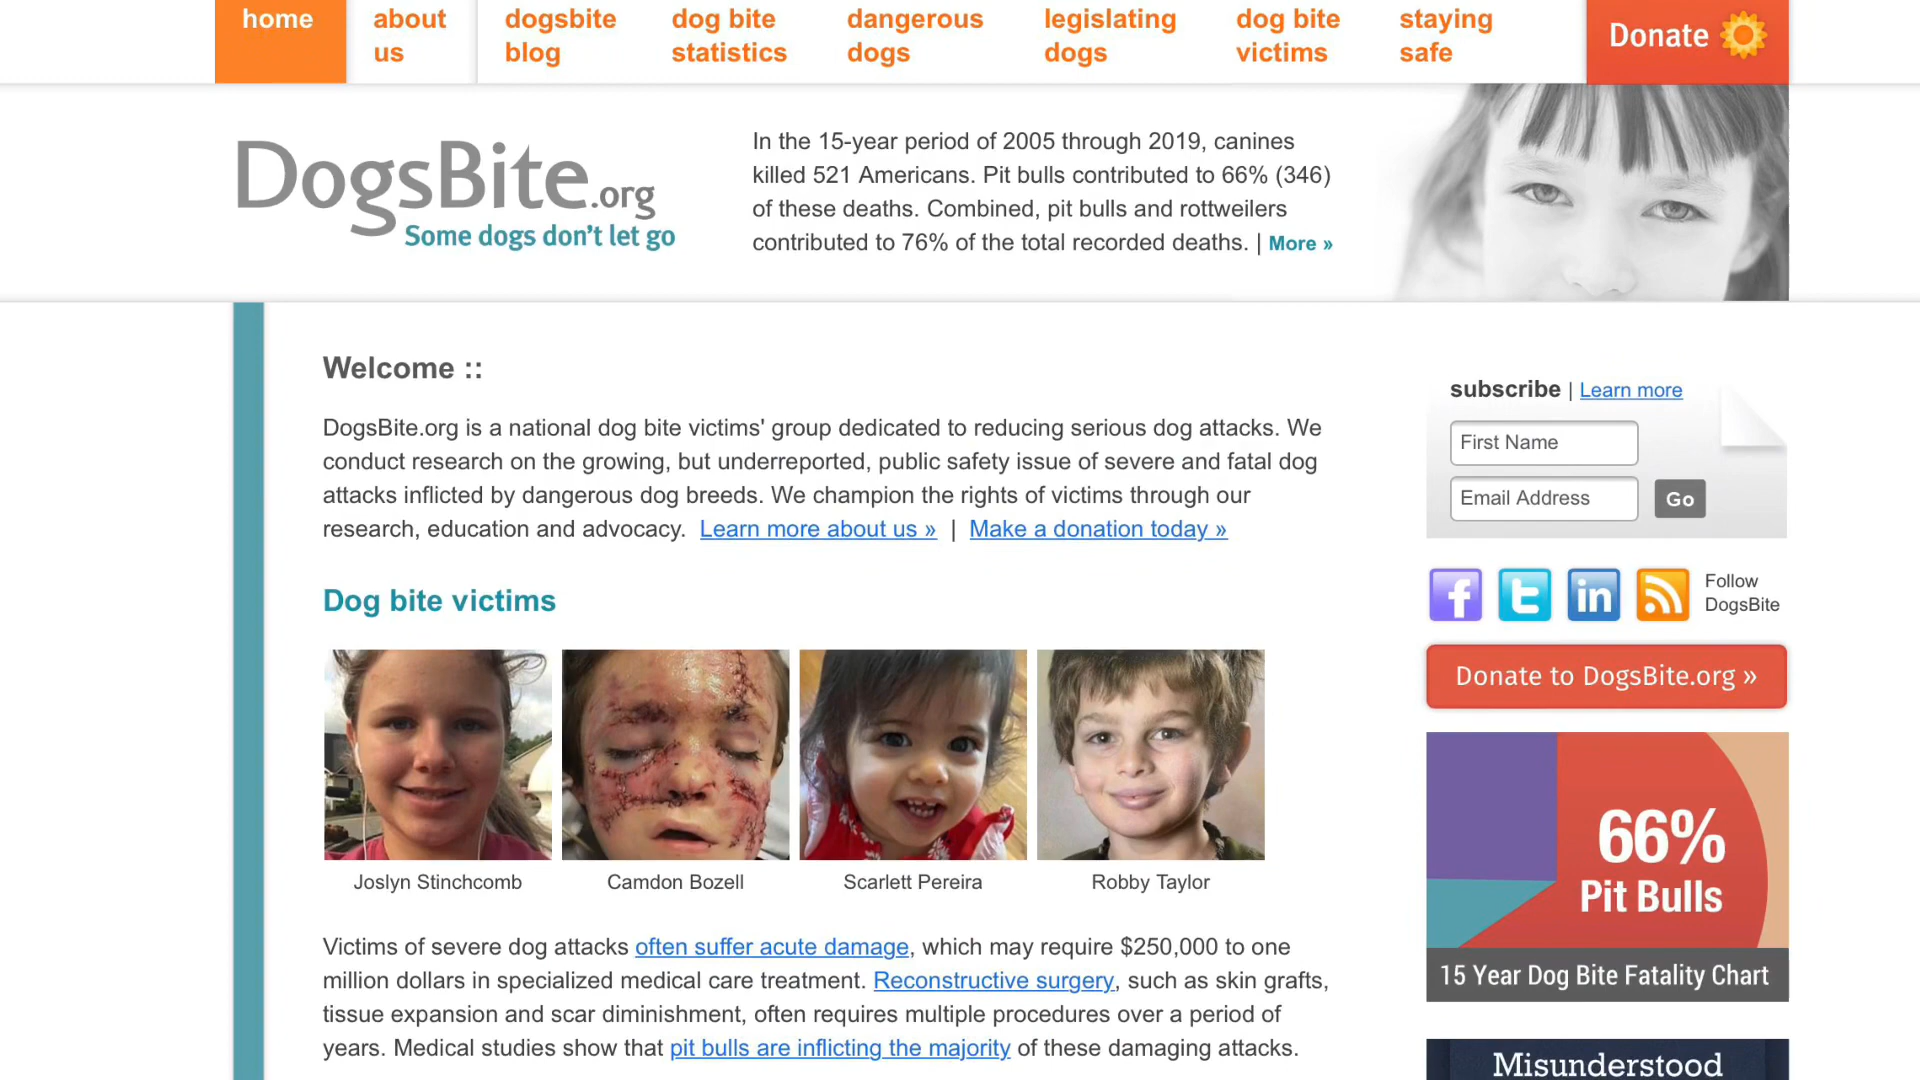 home
about us
dogsbite blog
dog bite statistics
dangerous dogs
legislating dogs
dog bite victims
staying safe
Donate
DogsBite.org
Some dogs don't let go
In the 15-year period of 2005 through 2019, canines
killed 521 Americans. Pit bulls contributed to 66% (346)
of these deaths. Combined, pit bulls and rottweilers
contributed to 76% of the total recorded deaths. | More »
Welcome ::
DogsBite.org is a national dog bite victims' group dedicated to reducing serious dog attacks. We
conduct research on the growing, but underreported, public safety issue of severe and fatal dog
attacks inflicted by dangerous dog breeds. We champion the rights of victims through our
research, education and advocacy. Learn more about us » | Make a donation today »
Dog bite victims
Joslyn Stinchcomb
Camdon Bozell
Scarlett Pereira
Robby Taylor
Victims of severe dog attacks often suffer acute damage, which may require $250,000 to one
million dollars in specialized medical care treatment. Reconstructive surgery, such as skin grafts,
tissue expansion and scar diminishment, often requires multiple procedures over a period of
years. Medical studies show that pit bulls are inflicting the majority of these damaging attacks.
subscribe | Learn more
First Name
Email Address
Go
f
t
in
Follow
DogsBite
Donate to DogsBite.org »
66%
Pit Bulls
15 Year Dog Bite Fatality Chart
Misunderstood